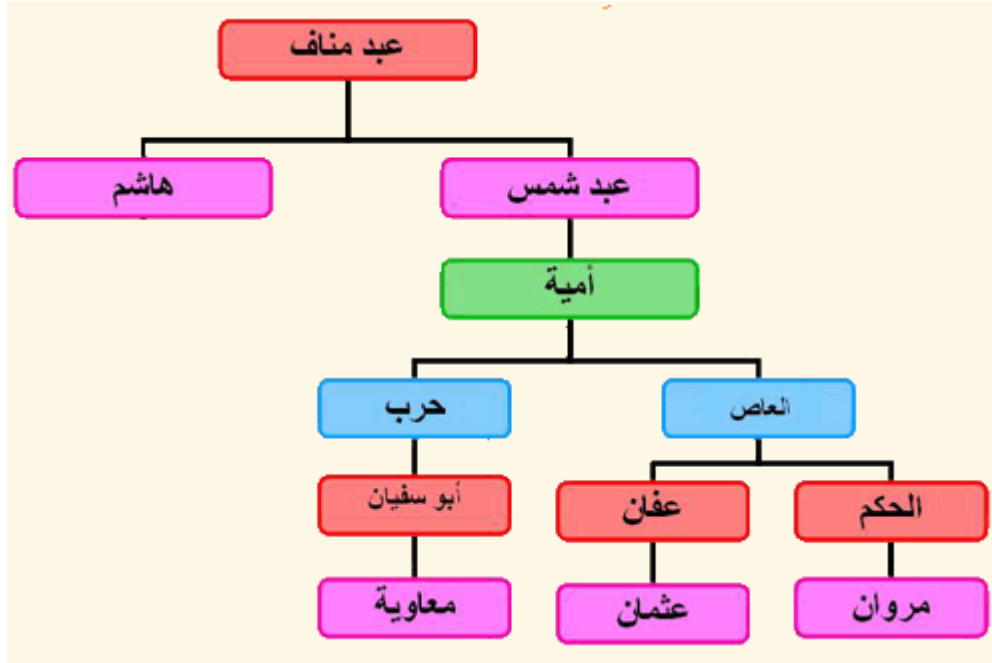 عبد مناف
عبد شمس
هاشم
أمية
العاص
حرب
الحكم
عفان
أبو سفيان
مروان
عثمان
معاوية